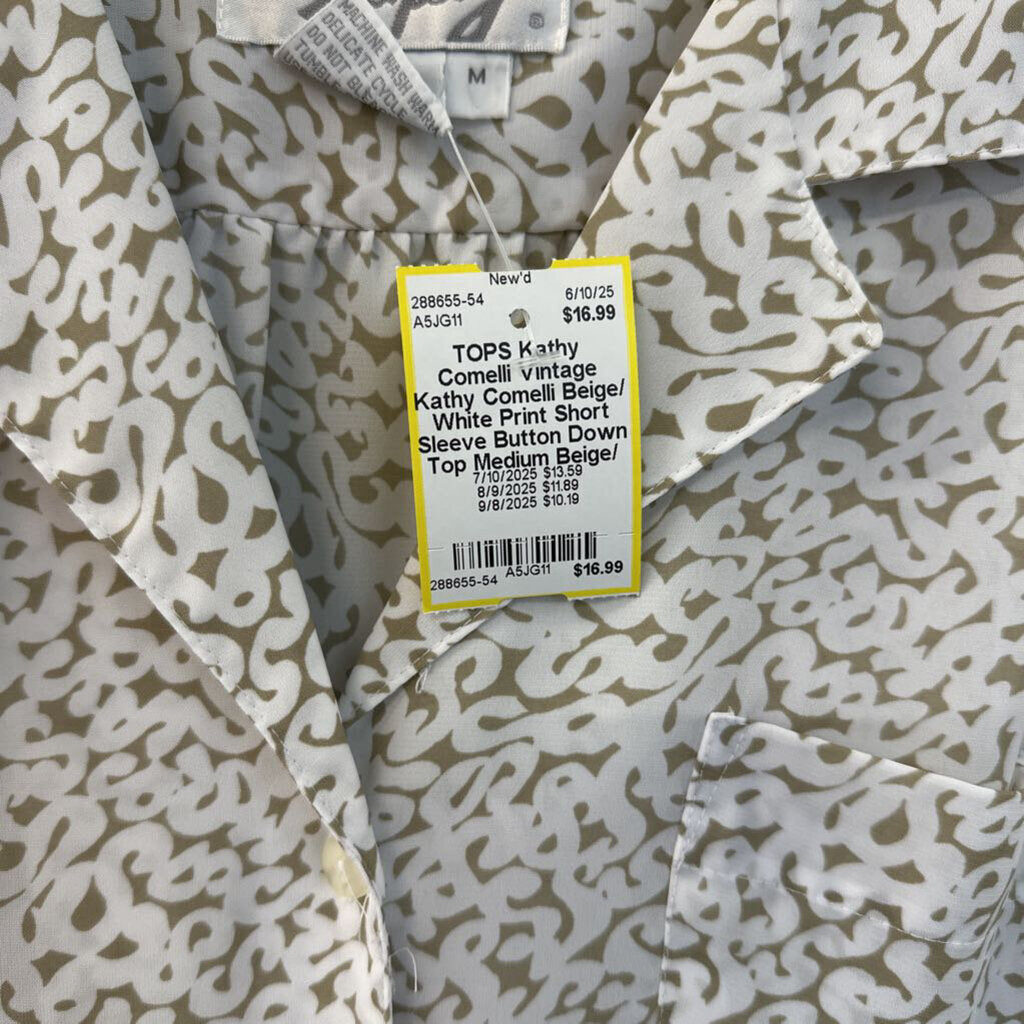 ®
MACHINE WASH WARM
DELICATE CYCLE
DO NOT
TUMBLE
M
New'd
288655-54 6/10/25
A5JG11 $16.99
TOPS Kathy
Comelli Vintage
Kathy Comelli Beige/
White Print Short
Sleeve Button Down
Top Medium Beige/
7/10/2025 $13.59
8/9/2025 $11.89
9/8/2025 $10.19
288655-54 A5JG11 $16.99